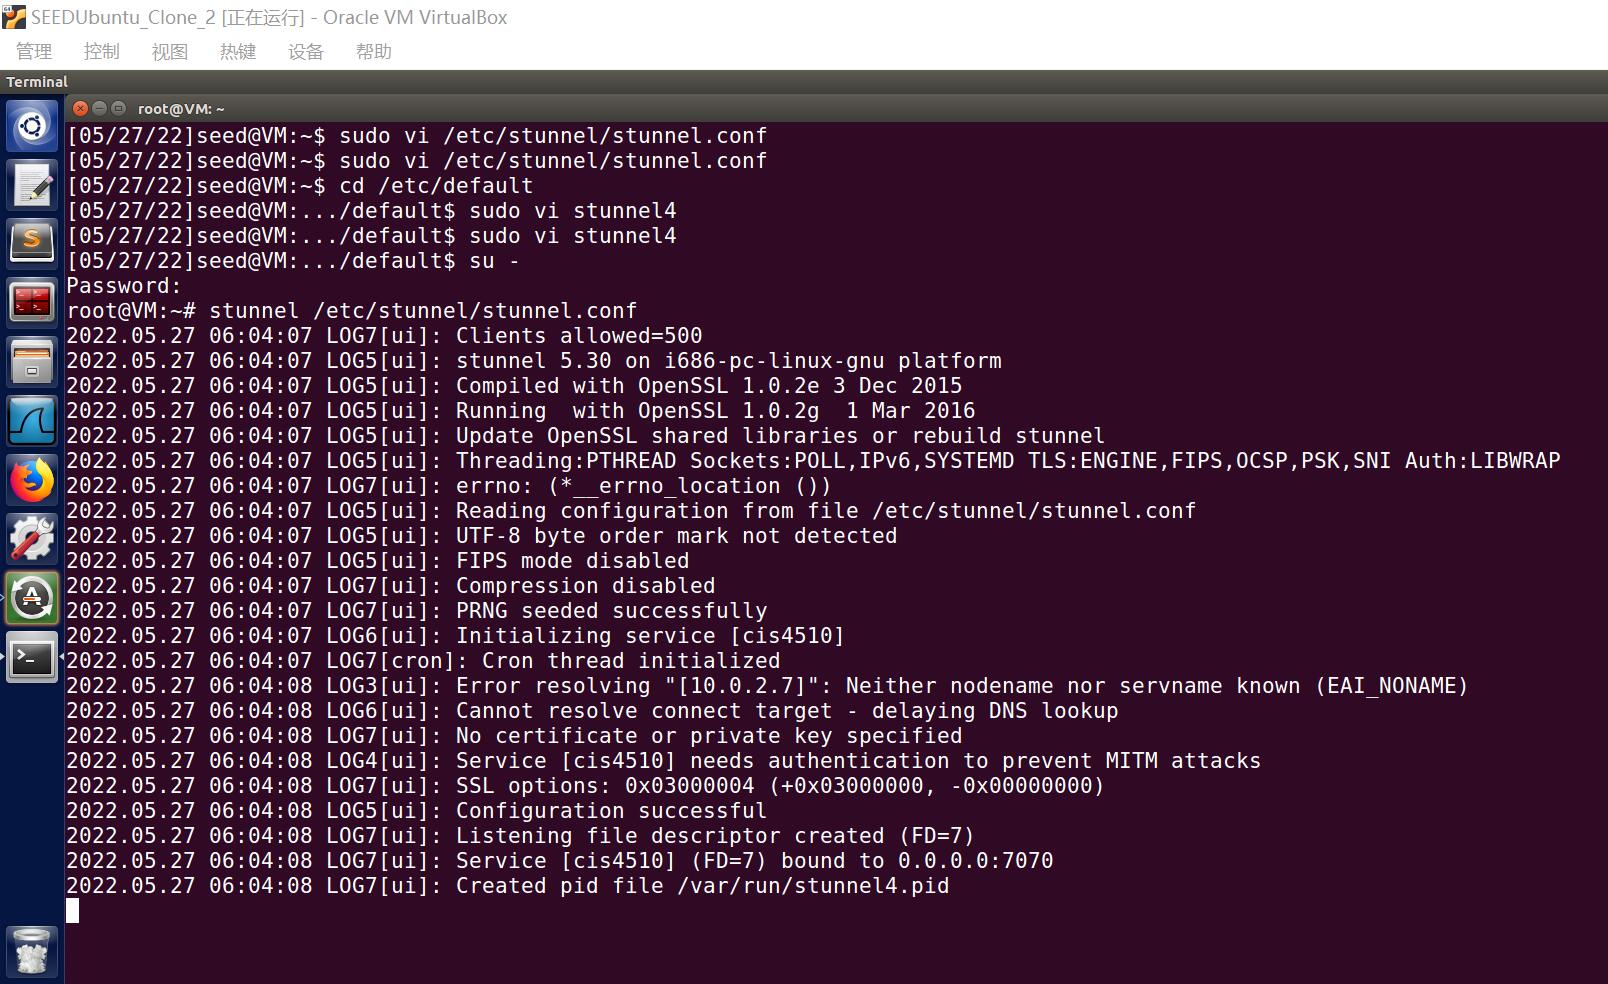 SEEDUbuntu_Clone_2 [正在运行] - Oracle VM VirtualBox
管理 控制 视图 热键 设备 帮助
Terminal
root@VM: ~
[05/27/22]seed@VM:~$ sudo vi /etc/stunnel/stunnel.conf
[05/27/22]seed@VM:~$ sudo vi /etc/stunnel/stunnel.conf
[05/27/22]seed@VM:~$ cd /etc/default
[05/27/22]seed@VM:.../default$ sudo vi stunnel4
[05/27/22]seed@VM:.../default$ sudo vi stunnel4
[05/27/22]seed@VM:.../default$ su -
Password:
root@VM:~# stunnel /etc/stunnel/stunnel.conf
2022.05.27 06:04:07 LOG7[ui]: Clients allowed=500
2022.05.27 06:04:07 LOG5[ui]: stunnel 5.30 on i686-pc-linux-gnu platform
2022.05.27 06:04:07 LOG5[ui]: Compiled with OpenSSL 1.0.2e 3 Dec 2015
2022.05.27 06:04:07 LOG5[ui]: Running  with OpenSSL 1.0.2g  1 Mar 2016
2022.05.27 06:04:07 LOG5[ui]: Update OpenSSL shared libraries or rebuild stunnel
2022.05.27 06:04:07 LOG5[ui]: Threading:PTHREAD Sockets:POLL,IPv6,SYSTEMD TLS:ENGINE,FIPS,OCSP,PSK,SNI Auth:LIBWRAP
2022.05.27 06:04:07 LOG7[ui]: errno: (*__errno_location ())
2022.05.27 06:04:07 LOG5[ui]: Reading configuration from file /etc/stunnel/stunnel.conf
2022.05.27 06:04:07 LOG5[ui]: UTF-8 byte order mark not detected
2022.05.27 06:04:07 LOG5[ui]: FIPS mode disabled
2022.05.27 06:04:07 LOG7[ui]: Compression disabled
2022.05.27 06:04:07 LOG7[ui]: PRNG seeded successfully
2022.05.27 06:04:07 LOG6[ui]: Initializing service [cis4510]
2022.05.27 06:04:07 LOG7[cron]: Cron thread initialized
2022.05.27 06:04:08 LOG3[ui]: Error resolving "[10.0.2.7]": Neither nodename nor servname known (EAI_NONAME)
2022.05.27 06:04:08 LOG6[ui]: Cannot resolve connect target - delaying DNS lookup
2022.05.27 06:04:08 LOG7[ui]: No certificate or private key specified
2022.05.27 06:04:08 LOG4[ui]: Service [cis4510] needs authentication to prevent MITM attacks
2022.05.27 06:04:08 LOG7[ui]: SSL options: 0x03000004 (+0x03000000, -0x00000000)
2022.05.27 06:04:08 LOG5[ui]: Configuration successful
2022.05.27 06:04:08 LOG7[ui]: Listening file descriptor created (FD=7)
2022.05.27 06:04:08 LOG7[ui]: Service [cis4510] (FD=7) bound to 0.0.0.0:7070
2022.05.27 06:04:08 LOG7[ui]: Created pid file /var/run/stunnel4.pid